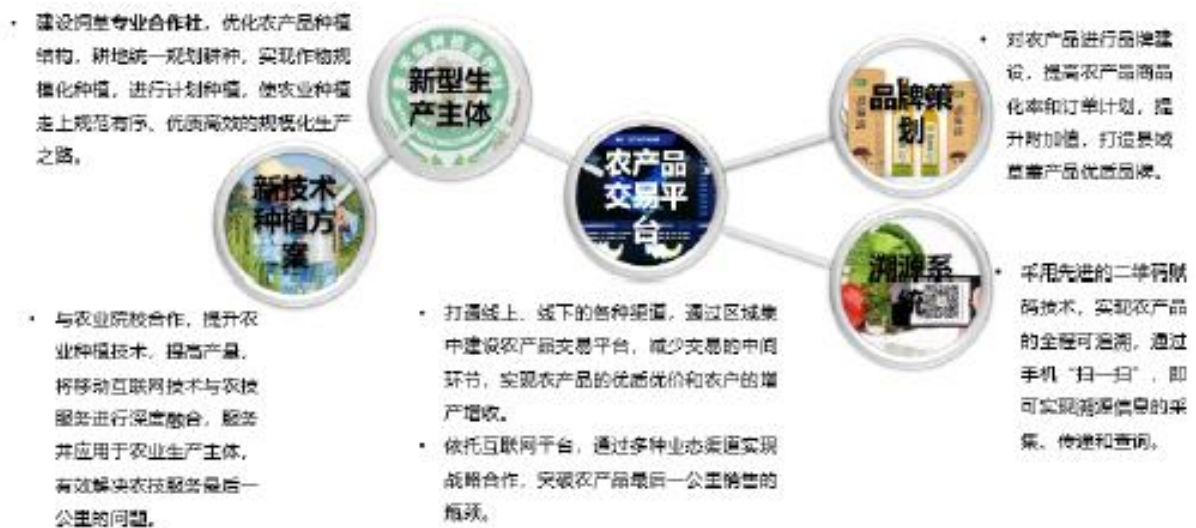 建设饲草专业合作社，优化农产品种植
结构，耕地统一规划耕种，实现作物规
模化种植，进行计划种植，使农业种植
走上规范有序、优质高效的规模化生产
之路。
新型生
产主体
新技术
种植方
案
与农业院校合作，提升农
业种植技术，提高产量，
将移动互联网技术与农技
服务进行深度融合，服务
并应用于农业生产主体，
有效解决农技服务最后一
公里的问题。
农产品
交易平
台
打通线上、线下的各种渠道，通过区域集
中建设农产品交易平台，减少交易的中间
环节，实现农产品的优质优价和农户的增
产增收。
依托互联网平台，通过多种业态渠道实现
战略合作，突破农产品最后一公里销售的
瓶颈。
品牌策
划
对农产品进行品牌建
设，提高农产品商品
化率和订单计划，提
升附加值，打造县域
产品优质品牌。
溯源系
统
采用先进的二维码赋
码技术，实现农产品
的全程可追溯，通过
手机“扫一扫”，即
可实现溯源信息的采
集、传递和查询。